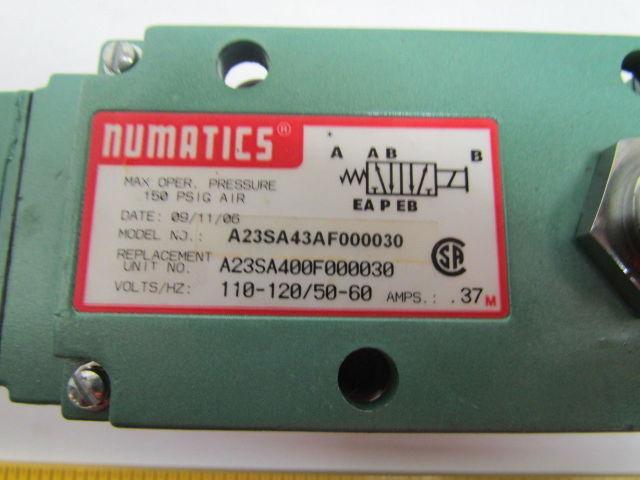 NUMATICS®
MAX OPER. PRESSURE
150 PSIG AIR
A AB B
EA P EB
DATE: 09/11/06
MODEL NO.: A23SA43AF000030
REPLACEMENT
UNIT NO. A23SA400F000030
SA
VOLTS/HZ: 110-120/50-60 AMPS.: .37 M